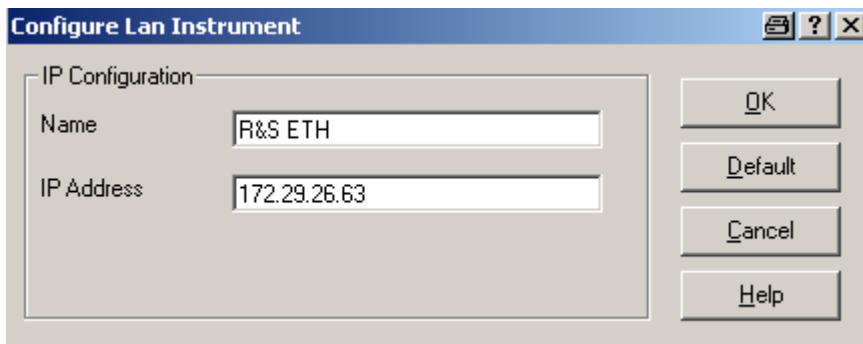 Configure Lan Instrument
?
IP Configuration
Name
R&S ETH
IP Address
172.29.26.63
OK
Default
Cancel
Help